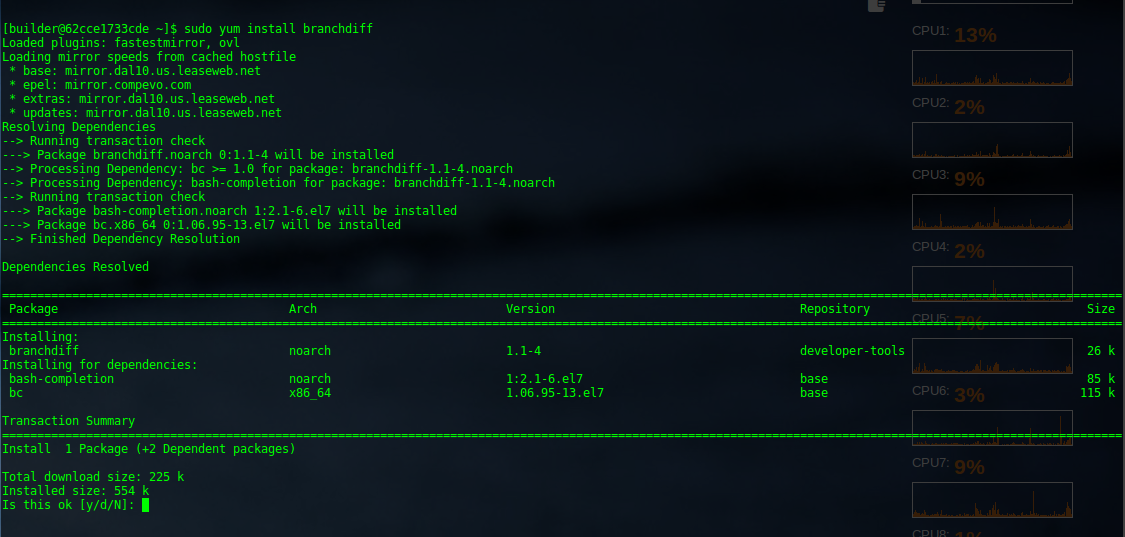 [builder@62cce1733cde ~]$ sudo yum install branchdiff
Loaded plugins: fastestmirror, ovl
Loading mirror speeds from cached hostfile
 * base: mirror.dal10.us.leaseweb.net
 * epel: mirror.compevo.com
 * extras: mirror.dal10.us.leaseweb.net
 * updates: mirror.dal10.us.leaseweb.net
Resolving Dependencies
--> Running transaction check
---> Package branchdiff.noarch 0:1.1-4 will be installed
--> Processing Dependency: bc >= 1.0 for package: branchdiff-1.1-4.noarch
--> Processing Dependency: bash-completion for package: branchdiff-1.1-4.noarch
--> Running transaction check
---> Package bash-completion.noarch 1:2.1-6.el7 will be installed
---> Package bc.x86_64 0:1.06.95-13.el7 will be installed
--> Finished Dependency Resolution
Dependencies Resolved
Package Arch Version Repository Size
Installing:
branchdiff noarch 1.1-4 developer-tools 26 k
Installing for dependencies:
bash-completion noarch 1:2.1-6.el7 base 85 k
bc x86_64 1.06.95-13.el7 base 115 k
Transaction Summary
Install  1 Package (+2 Dependent packages)
Total download size: 225 k
Installed size: 554 k
Is this ok [y/d/N]:
CPU1: 13%
CPU2: 2%
CPU3: 9%
CPU4: 2%
CPU5: 7%
CPU6: 3%
CPU7: 9%
CPU8: 1%